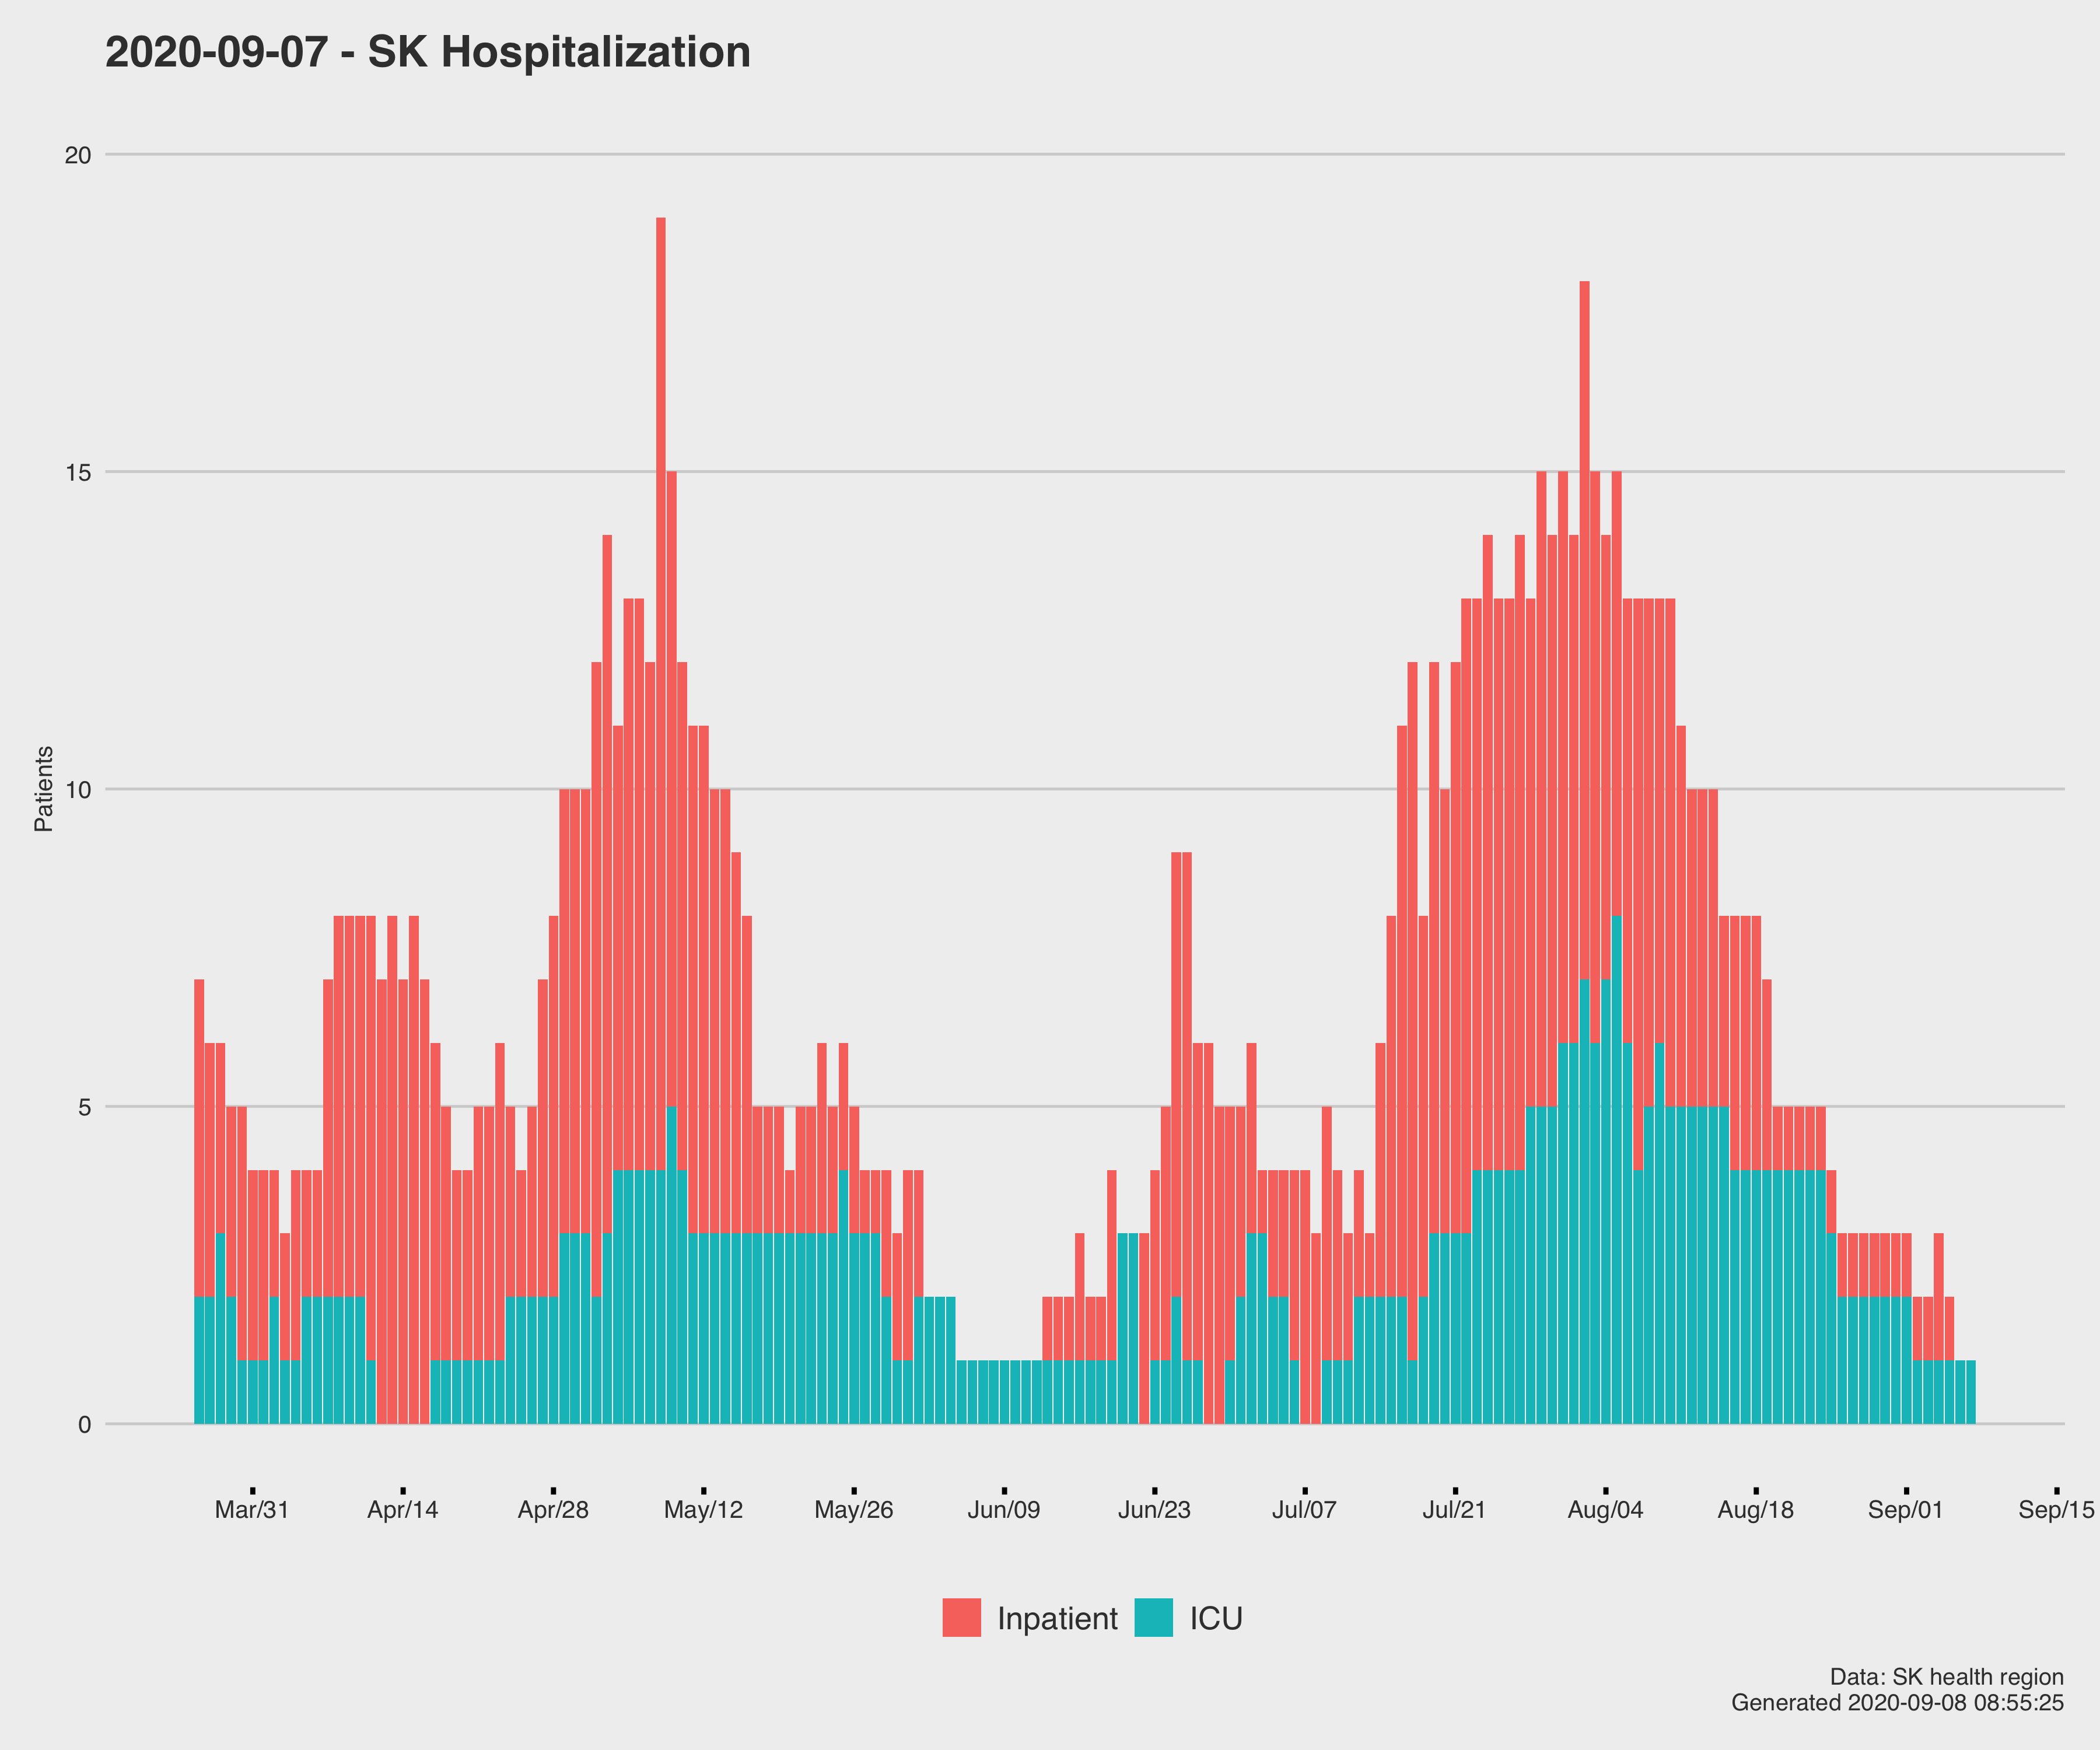 2020-09-07 - SK Hospitalization
20
15
10
5
0
Patients
Mar/31 Apr/14 Apr/28 May/12 May/26 Jun/09 Jun/23 Jul/07 Jul/21 Aug/04 Aug/18 Sep/01 Sep/15
Inpatient ICU
Data: SK health region
Generated 2020-09-08 08:55:25